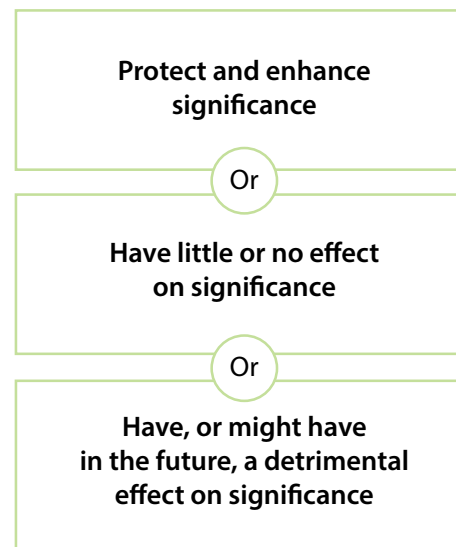 Protect and enhance
significance
Or
Have little or no effect
on significance
Or
Have, or might have
in the future, a detrimental
effect on significance